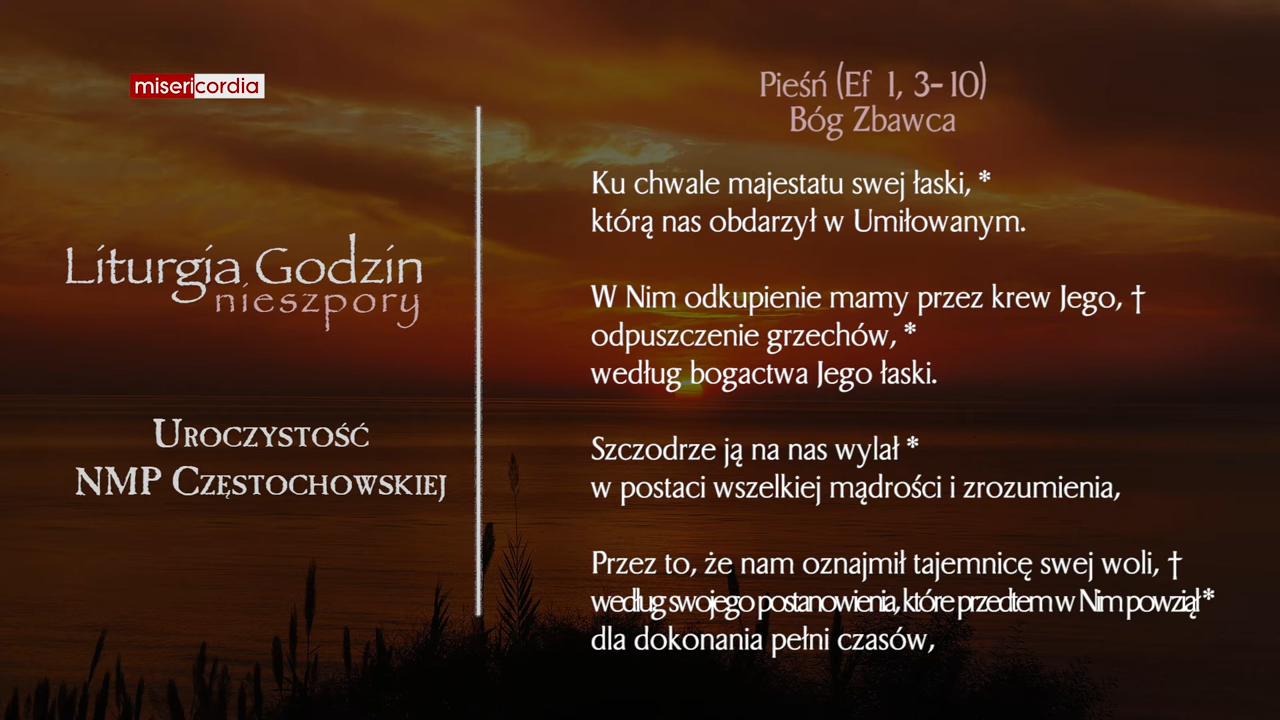 misericordia
Liturgia Godzin
nieszpory
Uroczystość
NMP Częstochowskiej
Pieśń (Ef 1, 3-10)
Bóg Zbawca
Ku chwale majestatu swej łaski, *
którą nas obdarzył w Umiłowanym.
W Nim odkupienie mamy przez krew Jego, †
odpuszczenie grzechów, *
według bogactwa Jego łaski.
Szczodrze ją na nas wylał *
w postaci wszelkiej mądrości i zrozumienia,
Przez to, że nam oznajmił tajemnicę swej woli, †
według swojego postanowienia, które przedtem w Nim powziął *
dla dokonania pełni czasów,